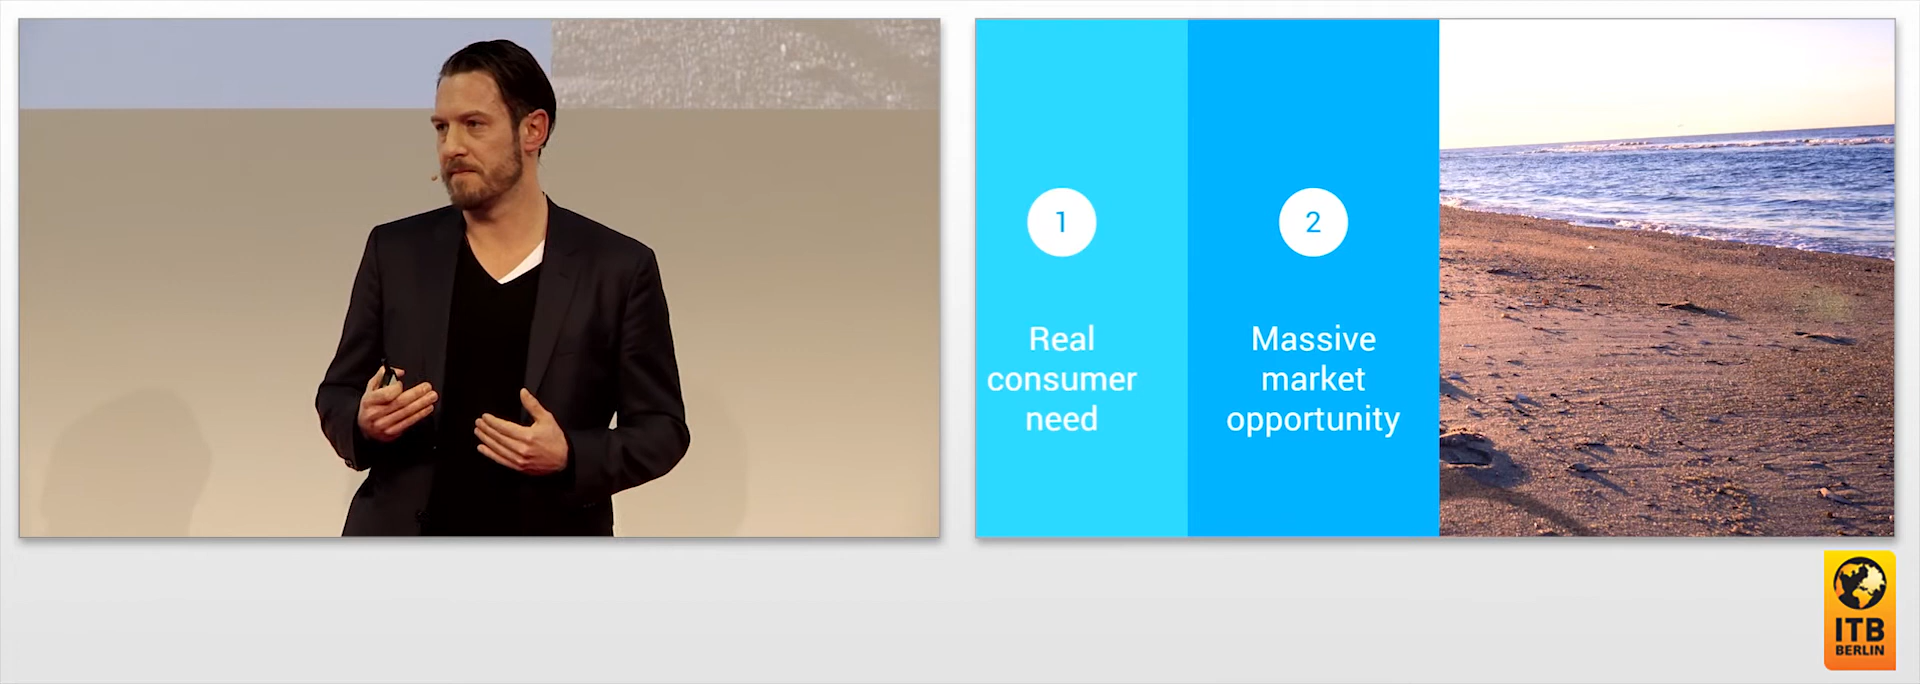 1
Real
consumer
need
2
Massive
market
opportunity
ITB
BERLIN